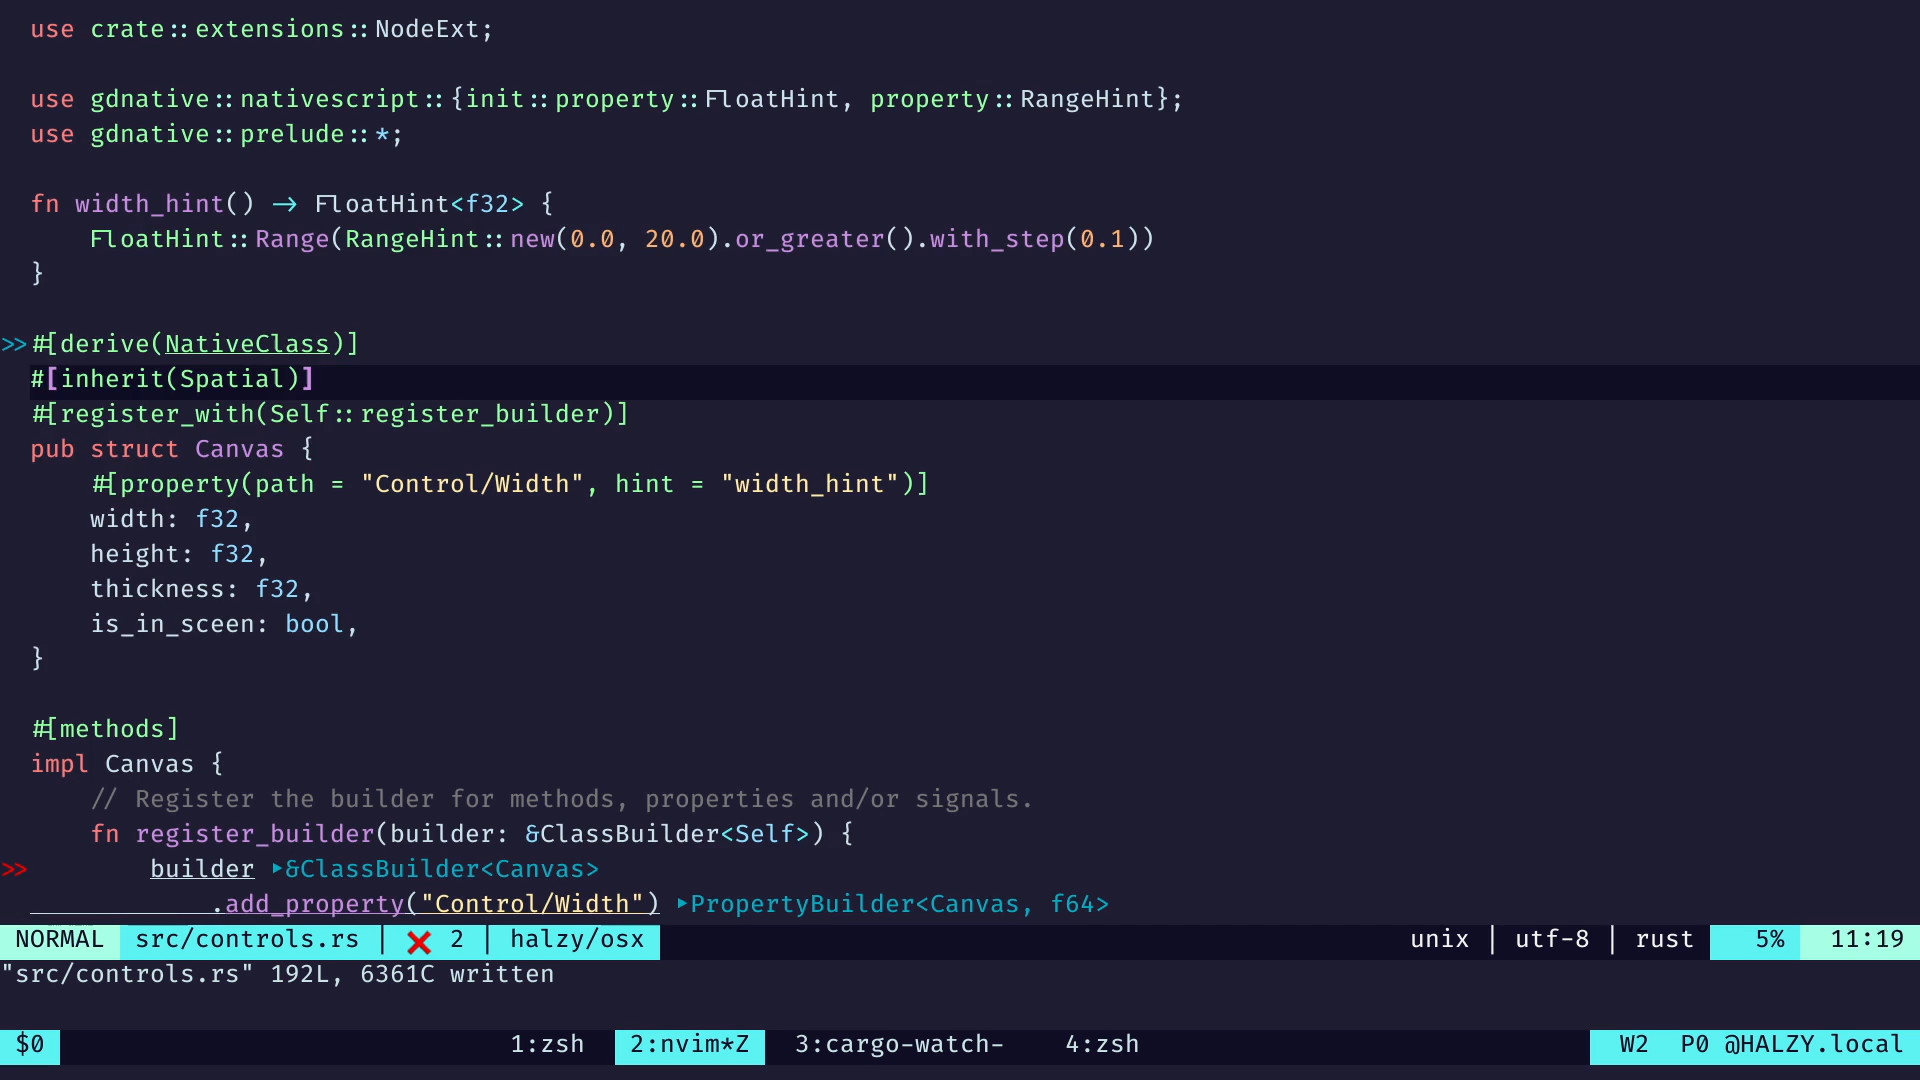 use crate::extensions::NodeExt;
use gdnative::nativescript::{init::property::FloatHint, property::RangeHint};
use gdnative::prelude::*;
fn width_hint() -> FloatHint<f32> {
    FloatHint::Range(RangeHint::new(0.0, 20.0).or_greater().with_step(0.1))
}
>>#[derive(NativeClass)]
#[inherit(Spatial)]
#[register_with(Self::register_builder)]
pub struct Canvas {
    #[property(path = "Control/Width", hint = "width_hint")]
    width: f32,
    height: f32,
    thickness: f32,
    is_in_sceen: bool,
}
#[methods]
impl Canvas {
    // Register the builder for methods, properties and/or signals.
    fn register_builder(builder: &ClassBuilder<Self>) {
>>        builder ‣&ClassBuilder<Canvas>
            .add_property("Control/Width") ‣PropertyBuilder<Canvas, f64>
NORMAL src/controls.rs | ❌ 2 | halzy/osx unix | utf-8 | rust 5% 11:19
"src/controls.rs" 192L, 6361C written
$0 1:zsh 2:nvim*Z 3:cargo-watch- 4:zsh W2 P0 @HALZY.local